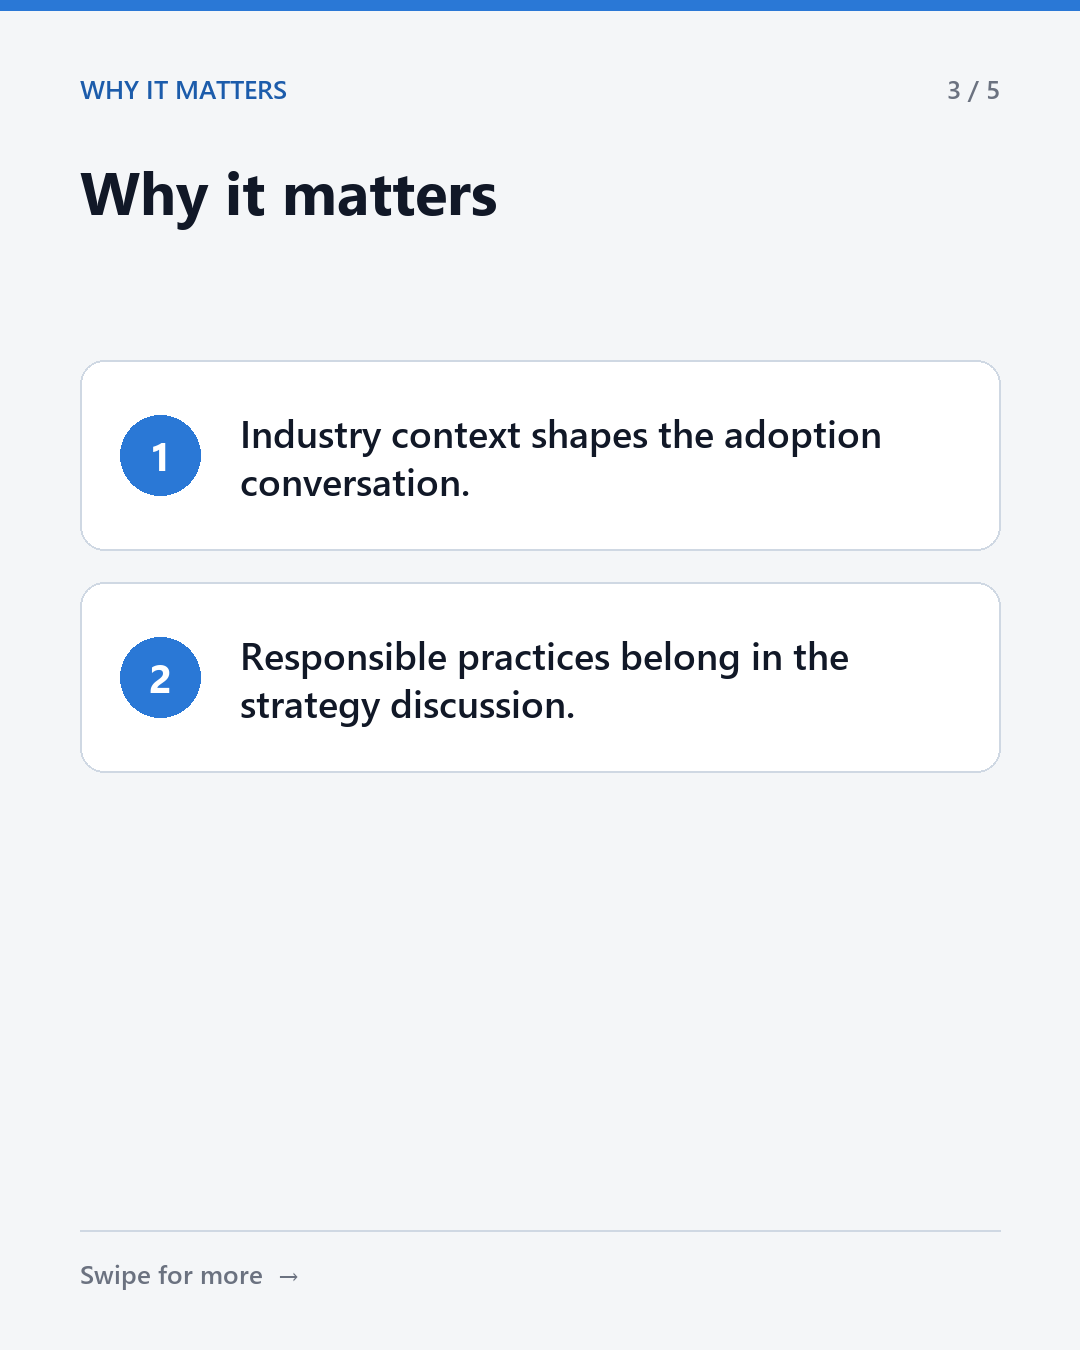 WHY IT MATTERS
3 / 5
Why it matters
1
Industry context shapes the adoption
conversation.
2
Responsible practices belong in the
strategy discussion.
Swipe for more →